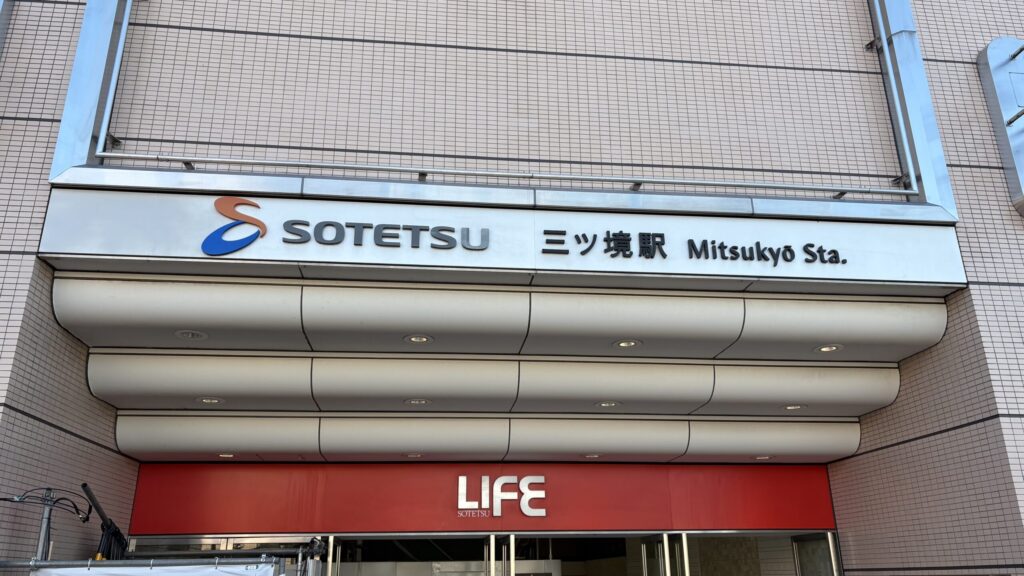 SOTETSU 三ツ境駅 Mitsukyō Sta.
LIFE
SOTETSU